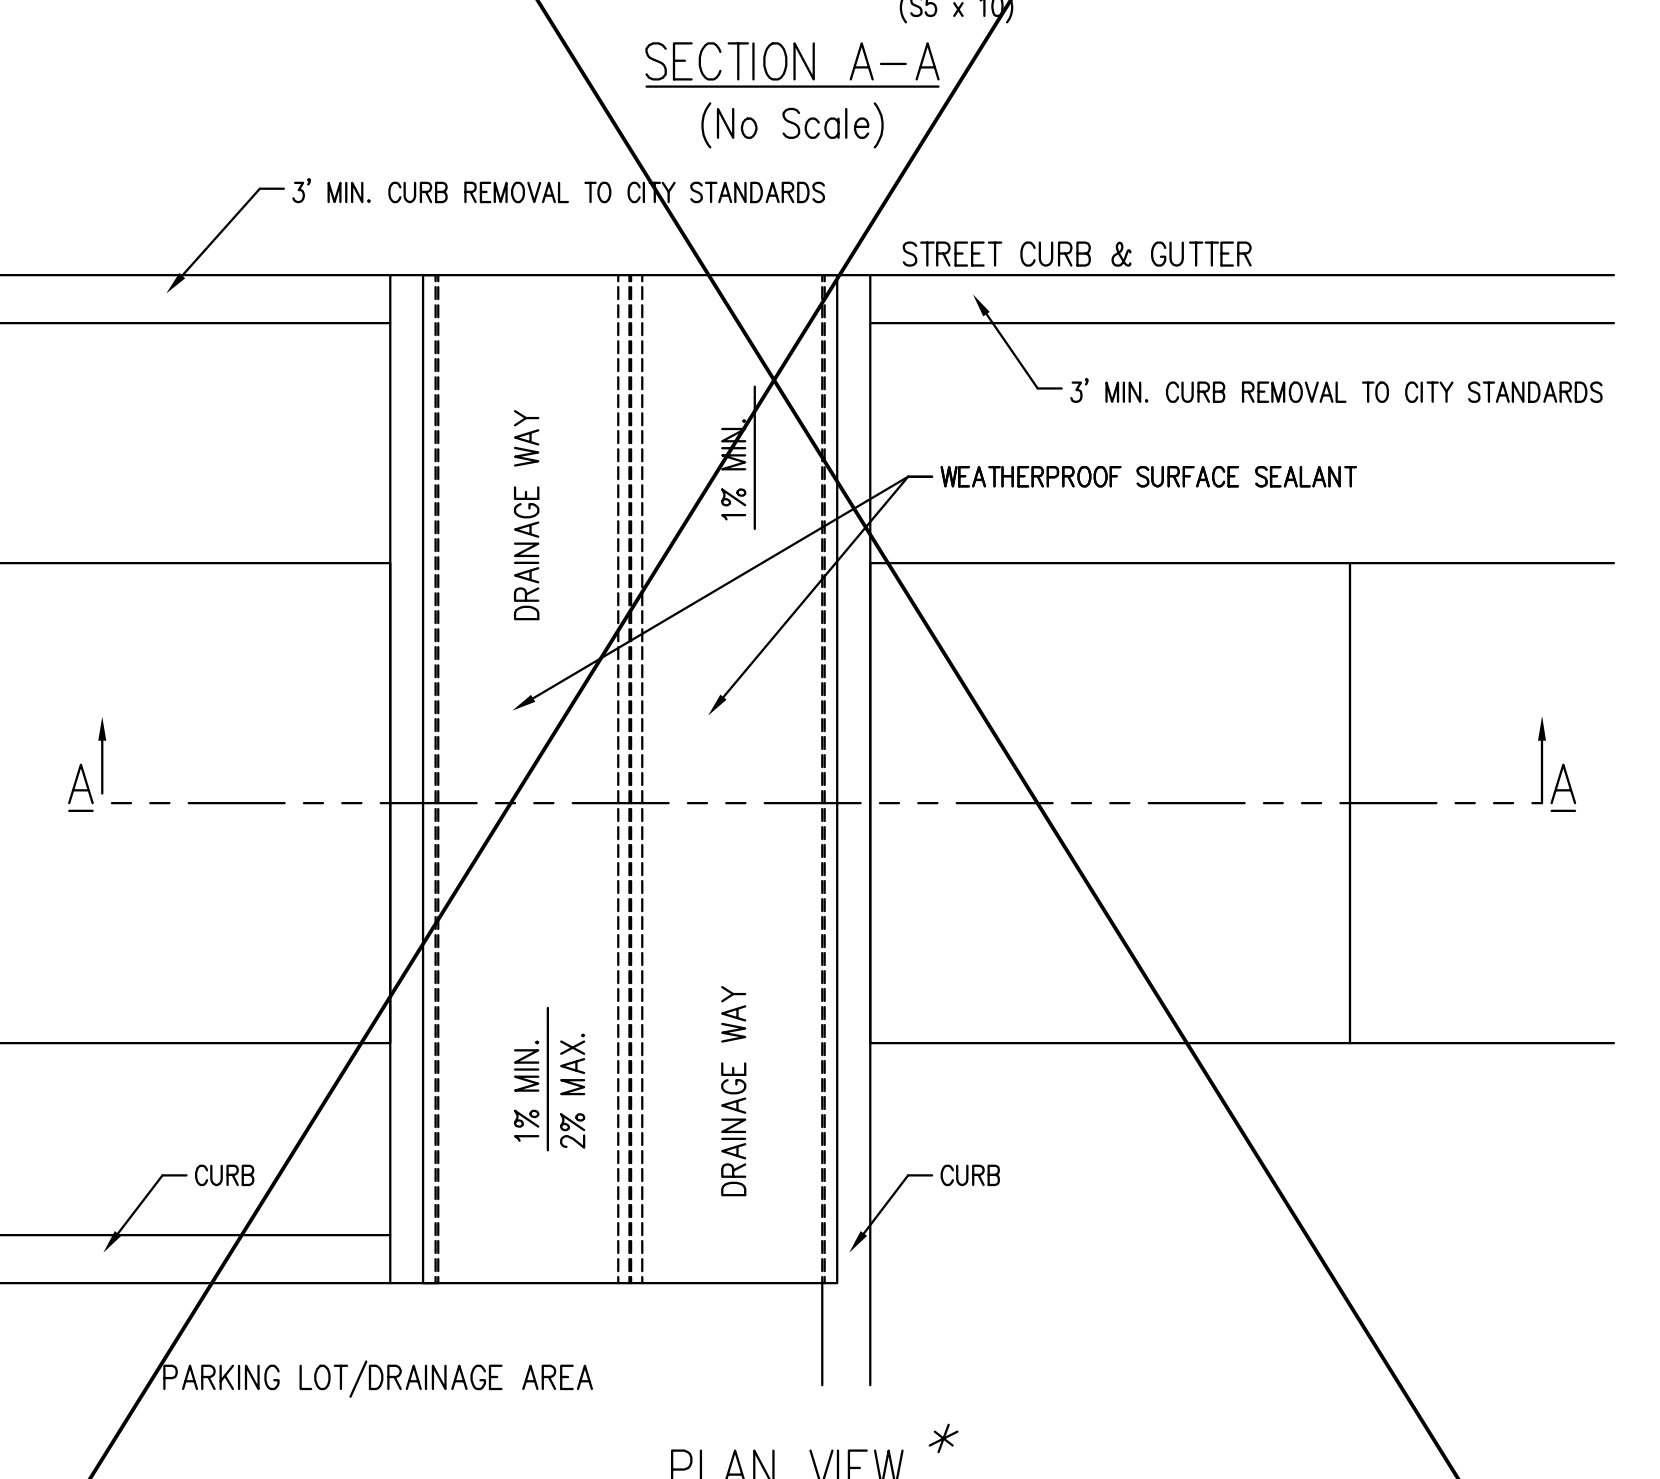 (S5 x 10)
SECTION A-A
(No Scale)
3' MIN. CURB REMOVAL TO CITY STANDARDS
STREET CURB & GUTTER
3' MIN. CURB REMOVAL TO CITY STANDARDS
DRAINAGE WAY
1% MIN.
WEATHERPROOF SURFACE SEALANT
A
A
1% MIN.
2% MAX.
DRAINAGE WAY
CURB
CURB
PARKING LOT/DRAINAGE AREA
PLAN VIEW *